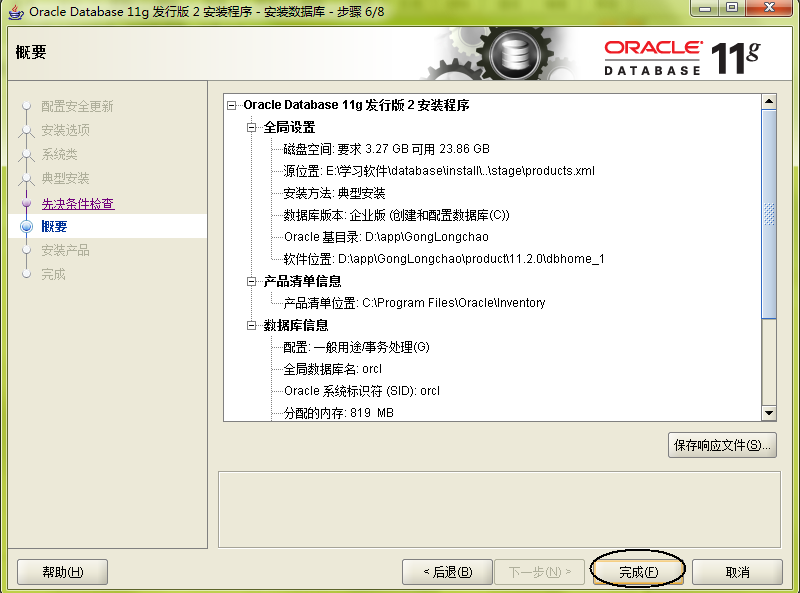 Oracle Database 11g 发行版 2 安装程序 - 安装数据库 - 步骤 6/8
概要
ORACLE
DATABASE
11g
配置安全更新
安装选项
系统类
典型安装
先决条件检查
概要
安装产品
完成
Oracle Database 11g 发行版 2 安装程序
全局设置
磁盘空间: 要求 3.27 GB 可用 23.86 GB
源位置: E:\学习软件\database\install\..\stage\products.xml
安装方法: 典型安装
数据库版本: 企业版 (创建和配置数据库(C))
Oracle 基目录: D:\app\GongLongchao
软件位置: D:\app\GongLongchao\product\11.2.0\dbhome_1
产品清单信息
产品清单位置: C:\Program Files\Oracle\Inventory
数据库信息
配置: 一般用途/事务处理(G)
全局数据库名: orcl
Oracle 系统标识符 (SID): orcl
分配的内存: 819 MB
保存响应文件(S)...
帮助(H)
< 后退(B)
下一步(N) >
完成(F)
取消